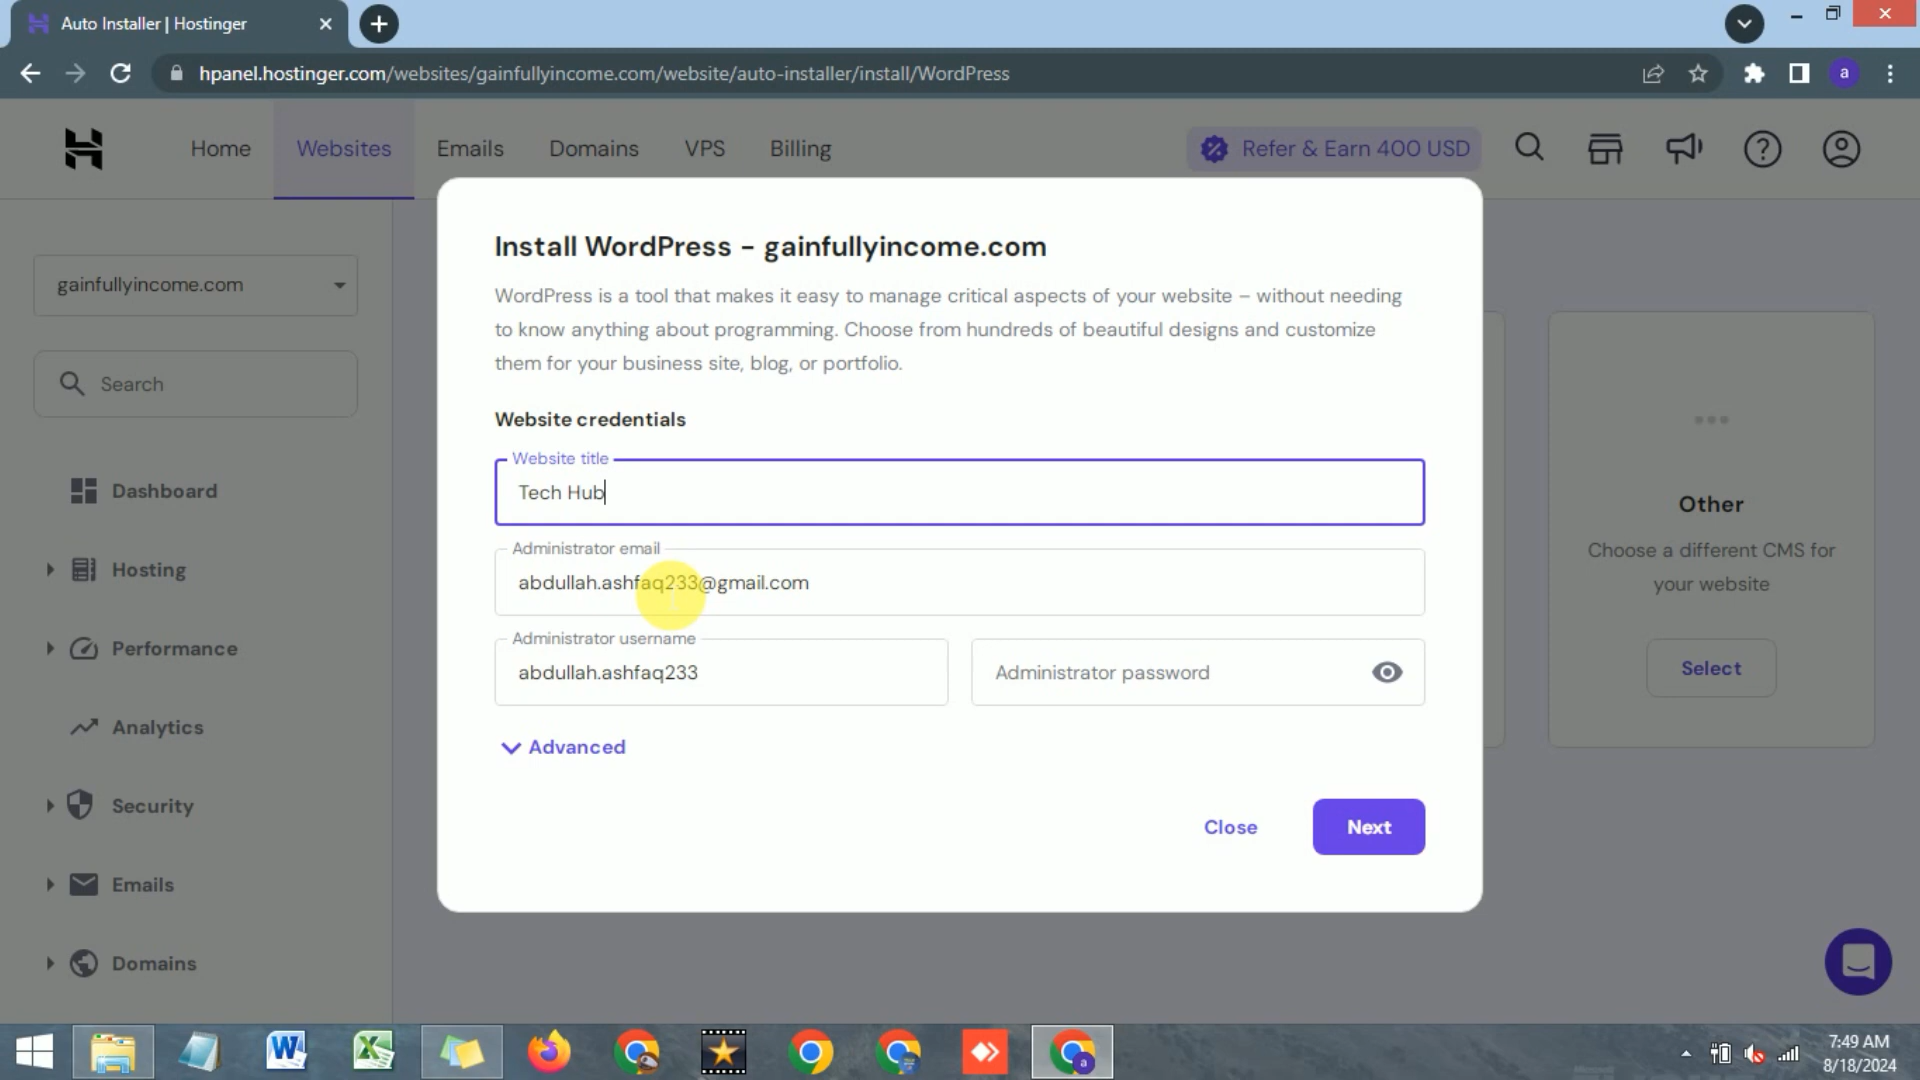 Auto Installer | Hostinger
hpanel.hostinger.com/websites/gainfullyincome.com/website/auto-installer/install/WordPress
a
Home
Websites
Emails
Domains
VPS
Billing
Refer & Earn 400 USD
gainfullyincome.com
Search
Dashboard
Hosting
Performance
Analytics
Security
Emails
Domains
Install WordPress - gainfullyincome.com
WordPress is a tool that makes it easy to manage critical aspects of your website – without needing
to know anything about programming. Choose from hundreds of beautiful designs and customize
them for your business site, blog, or portfolio.
Website credentials
Website title
Tech Hub
Administrator email
abdullah.ashfaq233@gmail.com
Administrator username
abdullah.ashfaq233
Administrator password
Advanced
Close
Next
Other
Choose a different CMS for
your website
Select
7:49 AM
8/18/2024